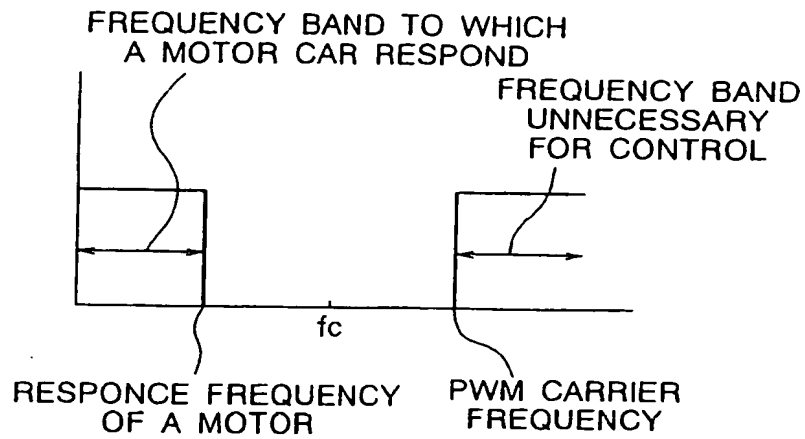 FREQUENCY BAND TO WHICH
A MOTOR CAR RESPOND
FREQUENCY BAND
UNNECESSARY
FOR CONTROL
fc
RESPONCE FREQUENCY
OF A MOTOR
PWM CARRIER
FREQUENCY